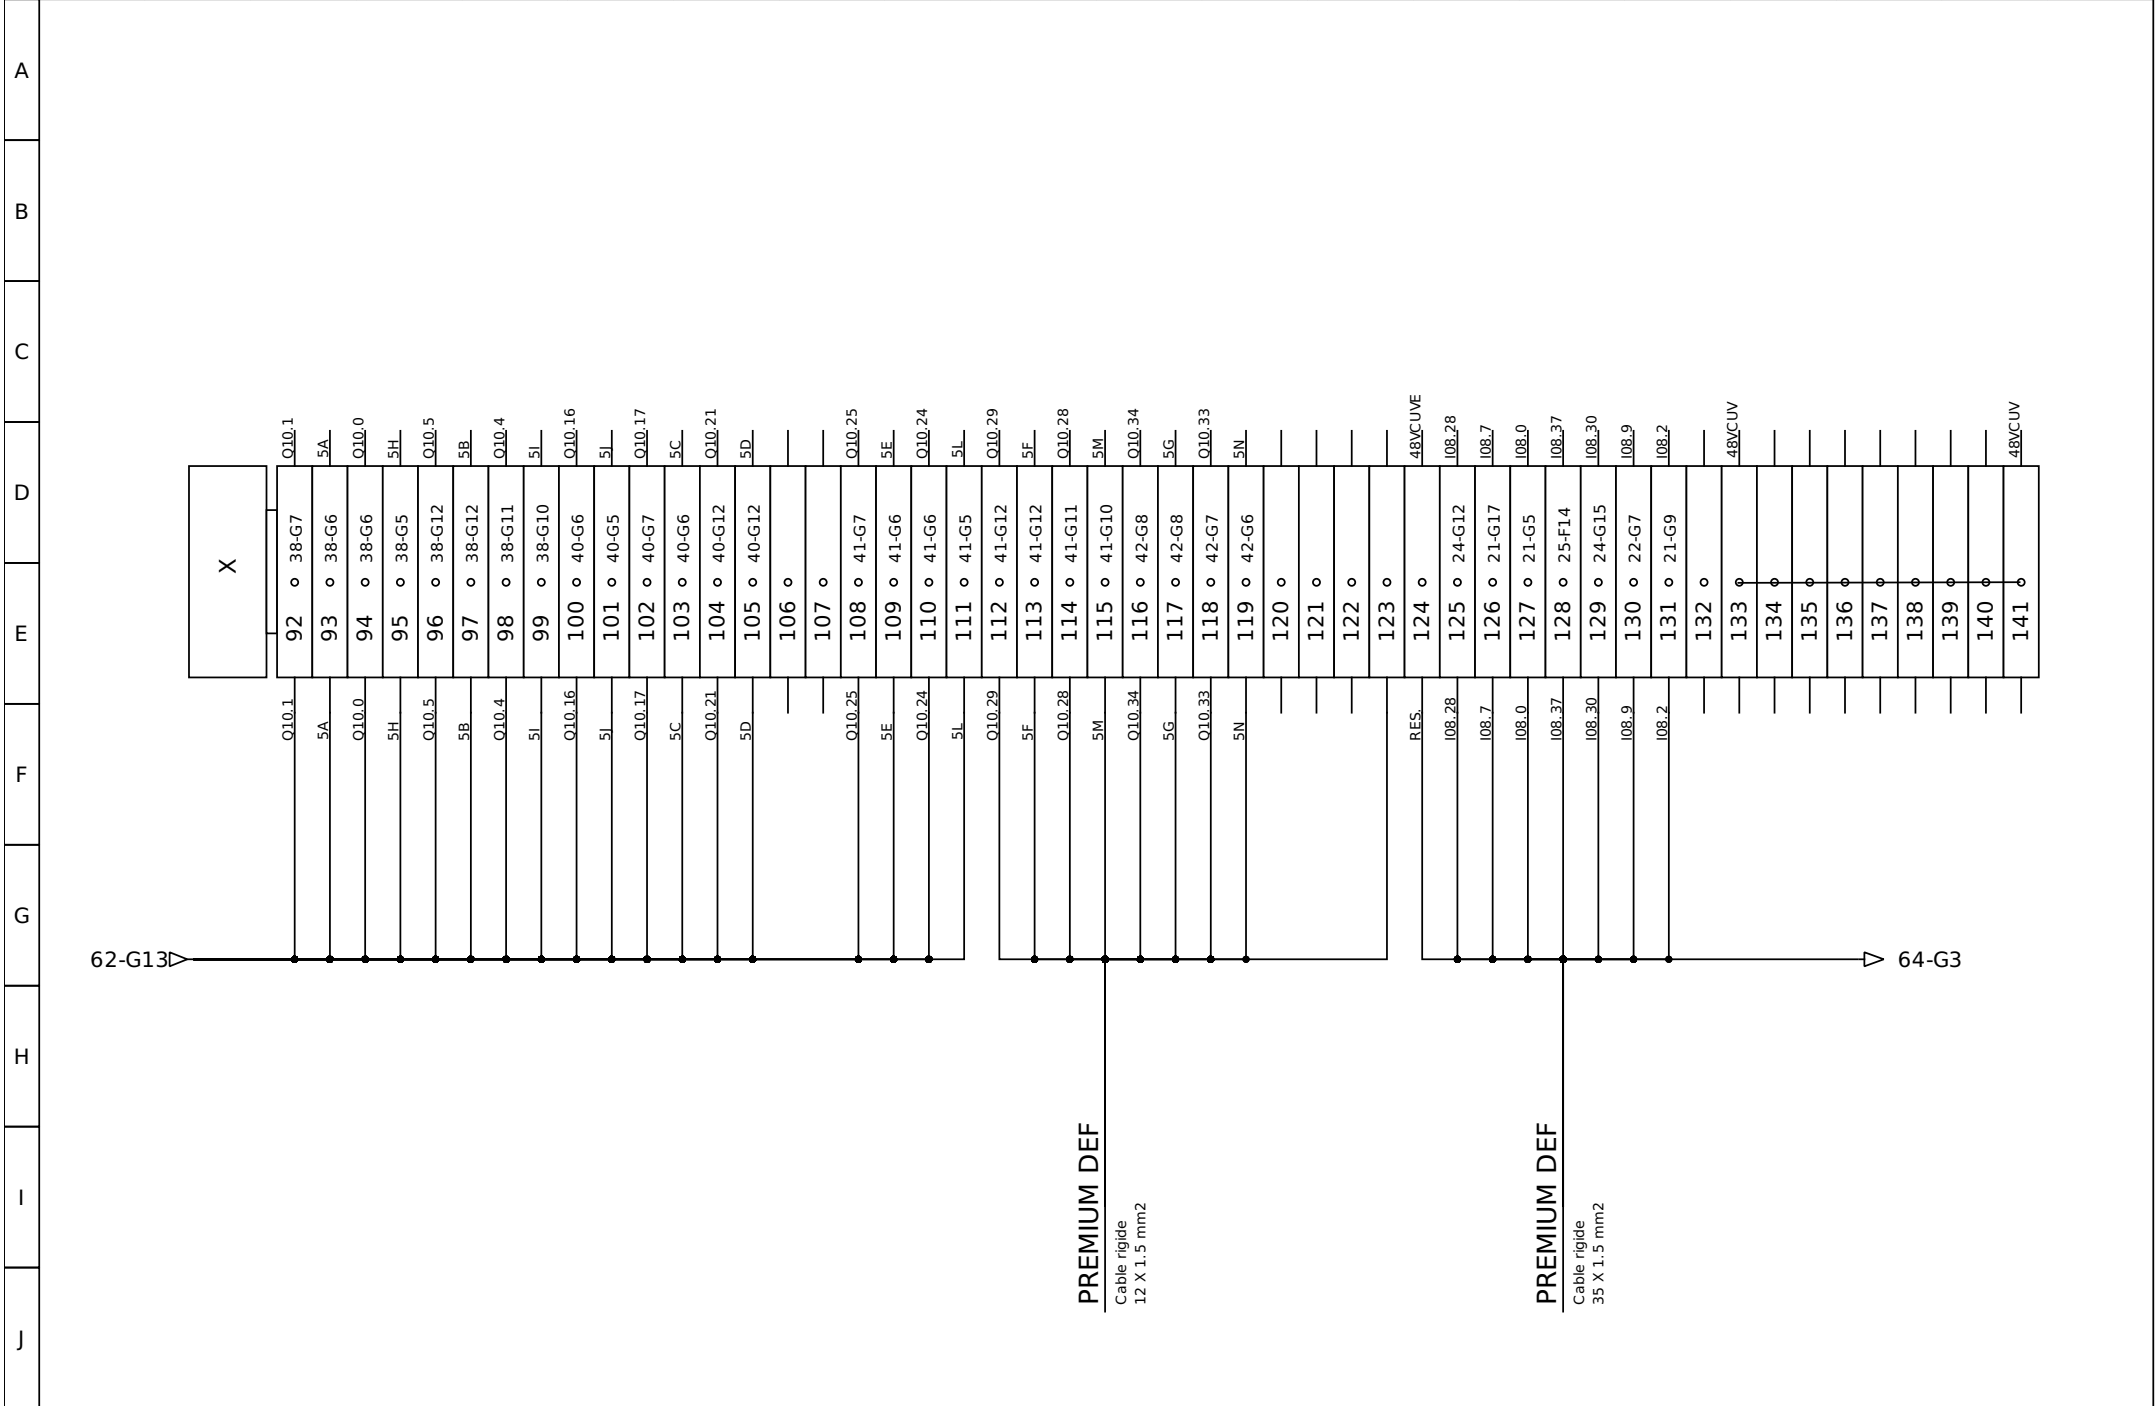 A
B
C
D
E
F
G
H
I
J
Q10.1
5A
Q10.0
5H
Q10.5
5B
Q10.4
5I
Q10.16
5J
Q10.17
5C
Q10.21
5D
Q10.25
5E
Q10.24
5L
Q10.29
5F
Q10.28
5M
Q10.34
5G
Q10.33
5N
48VCUVE
I08.28
I08.7
I08.0
I08.37
I08.30
I08.9
I08.2
48VCUV
48VCUV
X
92 38-G7
93 38-G6
94 38-G6
95 38-G5
96 38-G12
97 38-G12
98 38-G11
99 38-G10
100 40-G6
101 40-G5
102 40-G7
103 40-G6
104 40-G12
105 40-G12
106
107
108 41-G7
109 41-G6
110 41-G6
111 41-G5
112 41-G12
113 41-G12
114 41-G11
115 41-G10
116 42-G8
117 42-G8
118 42-G7
119 42-G6
120
121
122
123
124
125 24-G12
126 21-G17
127 21-G5
128 25-F14
129 24-G15
130 22-G7
131 21-G9
132
133
134
135
136
137
138
139
140
141
Q10.1
5A
Q10.0
5H
Q10.5
5B
Q10.4
5I
Q10.16
5J
Q10.17
5C
Q10.21
5D
Q10.25
5E
Q10.24
5L
Q10.29
5F
Q10.28
5M
Q10.34
5G
Q10.33
5N
RES.
I08.28
I08.7
I08.0
I08.37
I08.30
I08.9
I08.2
62-G13
64-G3
PREMIUM DEF
Cable rigide
12 X 1.5 mm2
PREMIUM DEF
Cable rigide
35 X 1.5 mm2